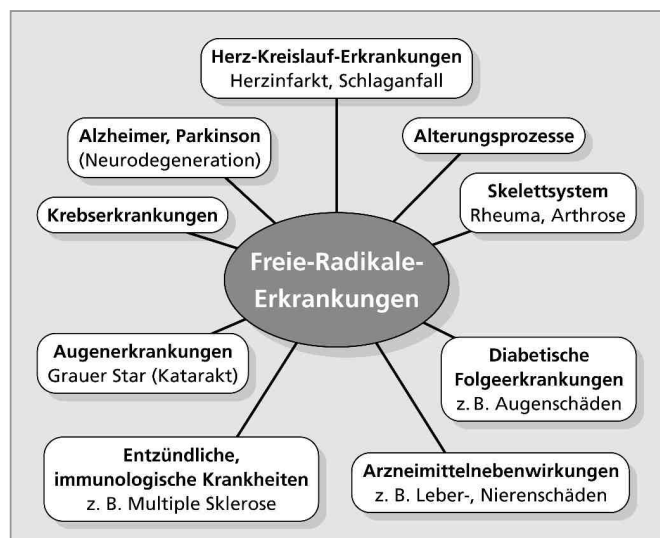 Herz-Kreislauf-Erkrankungen
Herzinfarkt, Schlaganfall
Alzheimer, Parkinson
(Neurodegeneration)
Alterungsprozesse
Skelettsystem
Rheuma, Arthrose
Krebserkrankungen
Freie-Radikale-
Erkrankungen
Augenerkrankungen
Grauer Star (Katarakt)
Diabetische
Folgeerkrankungen
z. B. Augenschäden
Entzündliche,
immunologische Krankheiten
z. B. Multiple Sklerose
Arzneimittelnebenwirkungen
z. B. Leber-, Nierenschäden